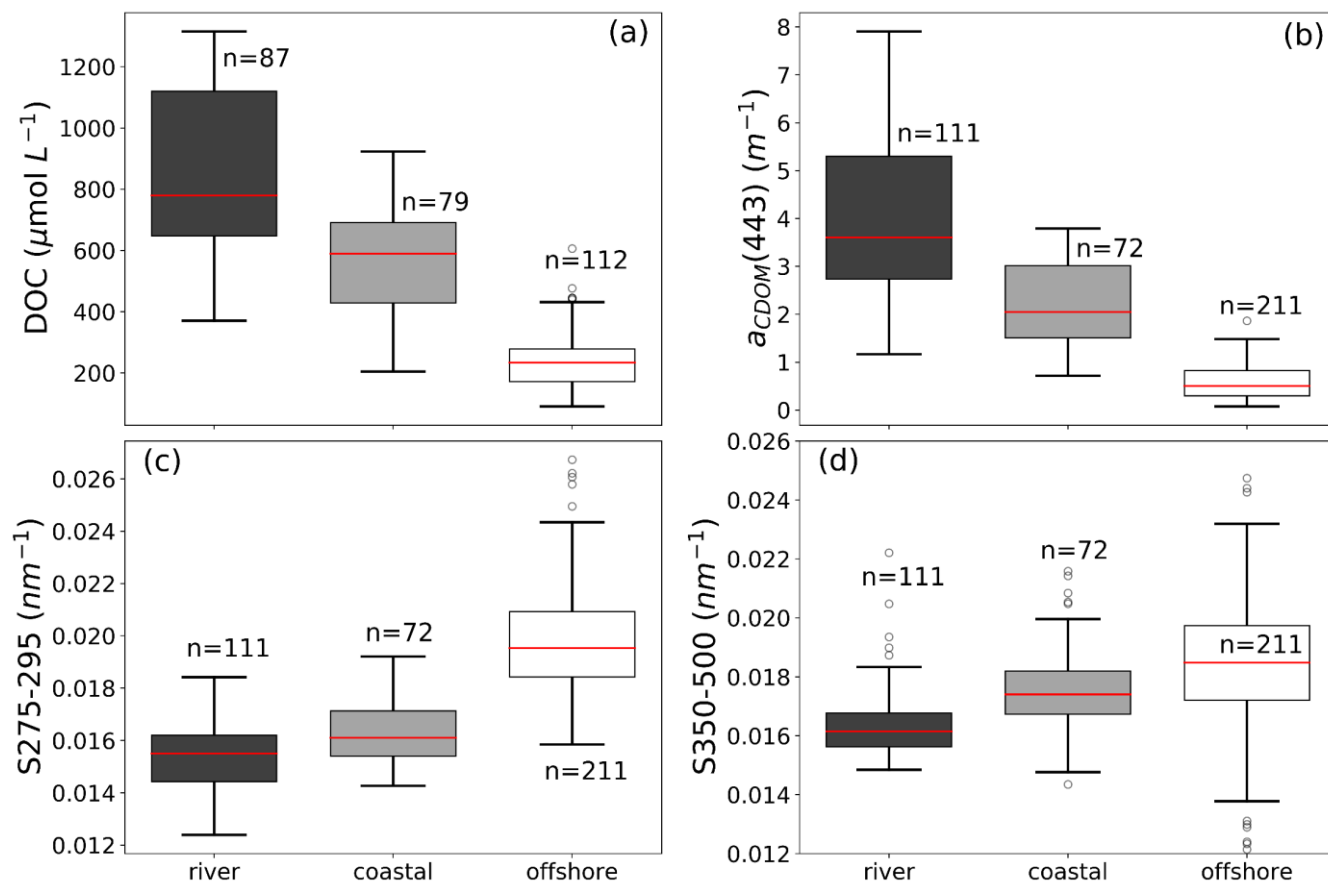 (a)
n=87
n=79
n=112
1200
1000
800
600
400
200
DOC (μmol L⁻¹)
(b)
n=111
n=72
n=211
8
7
6
5
4
3
2
1
0
a_CDOM(443) (m⁻¹)
(c)
n=111
n=72
n=211
0.026
0.024
0.022
0.020
0.018
0.016
0.014
0.012
S275-295 (nm⁻¹)
river
coastal
offshore
(d)
n=111
n=72
n=211
0.026
0.024
0.022
0.020
0.018
0.016
0.014
0.012
S350-500 (nm⁻¹)
river
coastal
offshore